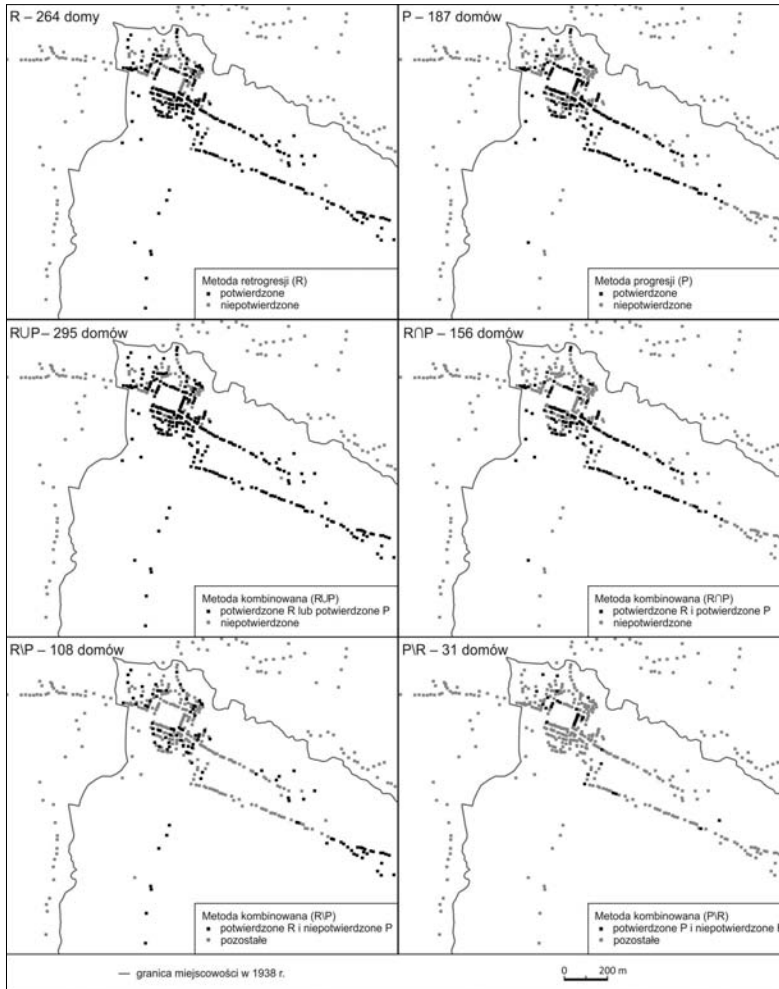 R – 264 domy
Metoda retrogresji (R)
potwierdzone
niepotwierdzone
P – 187 domów
Metoda progresji (P)
potwierdzone
niepotwierdzone
R∪P – 295 domów
Metoda kombinowana (R∪P)
potwierdzone R lub potwierdzone P
niepotwierdzone
R∩P – 156 domów
Metoda kombinowana (R∩P)
potwierdzone R i potwierdzone P
niepotwierdzone
R\P – 108 domów
Metoda kombinowana (R\P)
potwierdzone R i niepotwierdzone P
pozostałe
P\R – 31 domów
Metoda kombinowana (P\R)
potwierdzone P i niepotwierdzone
pozostałe
— granica miejscowości w 1938 r.
0 200 m